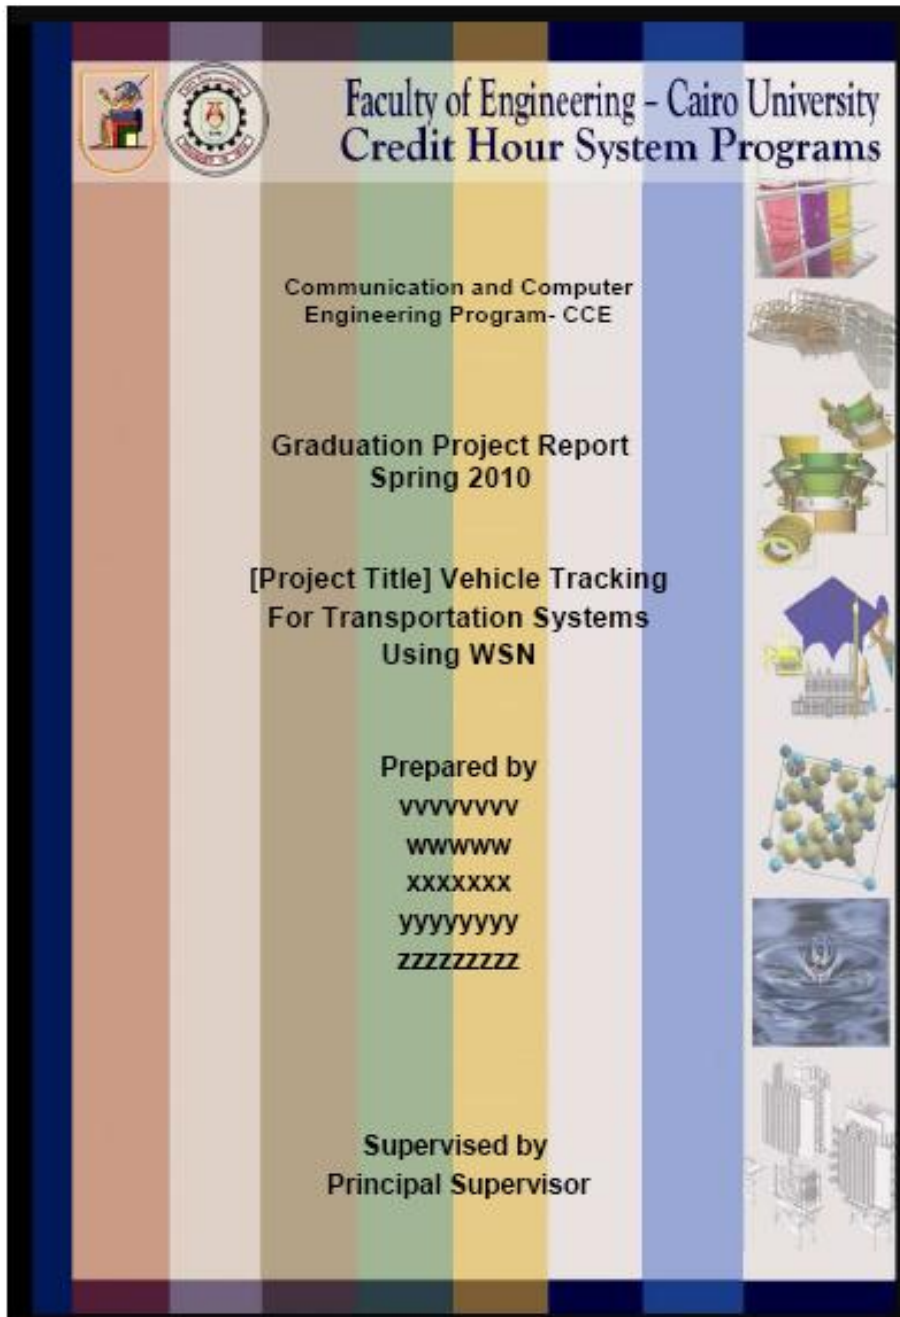 Faculty of Engineering - Cairo University
Credit Hour System Programs
Communication and Computer
Engineering Program- CCE
Graduation Project Report
Spring 2010
[Project Title] Vehicle Tracking
For Transportation Systems
Using WSN
Prepared by
vvvvvvvv
wwwww
xxxxxxx
yyyyyyyy
zzzzzzzzz
Supervised by
Principal Supervisor